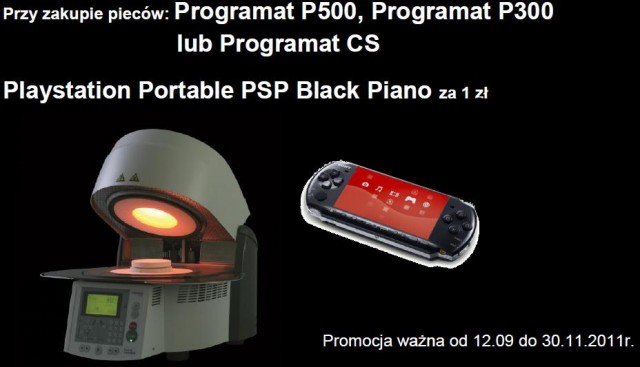 Przy zakupie pieców: Programat P500, Programat P300
lub Programat CS
Playstation Portable PSP Black Piano za 1 zł
Promocja ważna od 12.09 do 30.11.2011r.